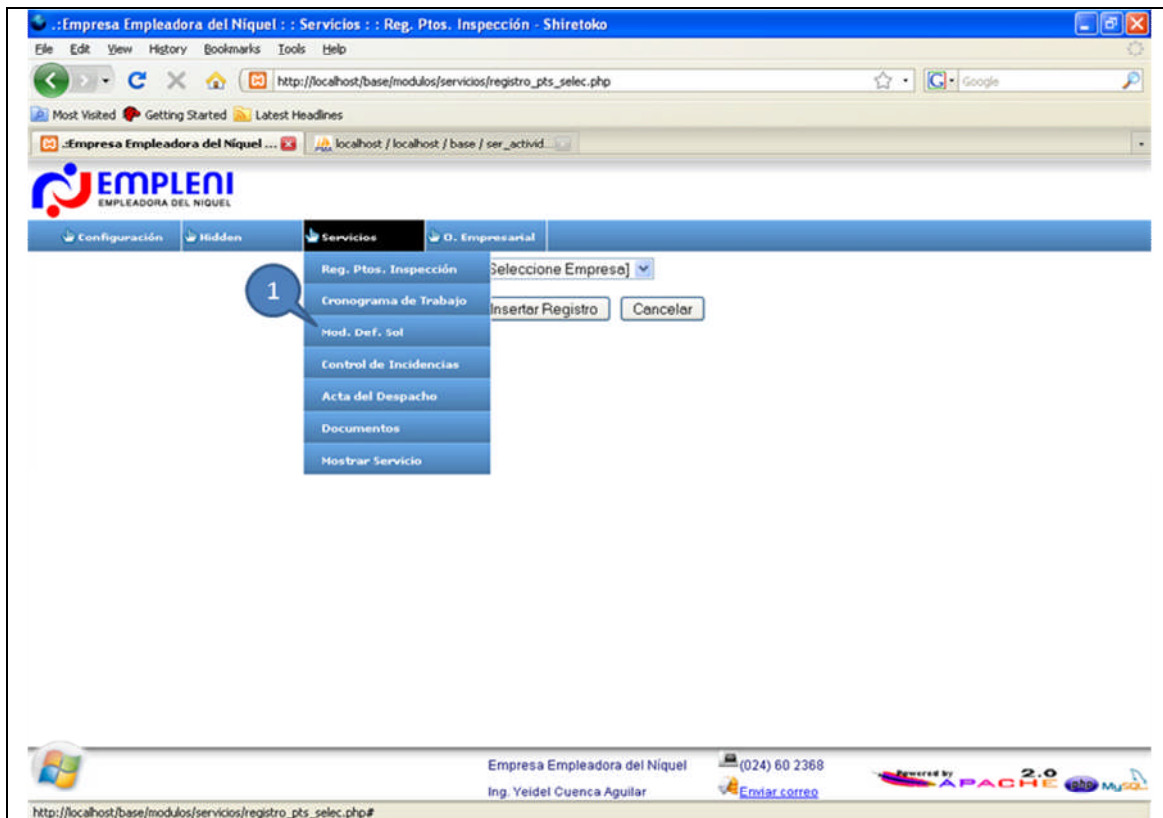 .:Empresa Empleadora del Níquel : : Servicios : : Reg. Ptos. Inspección - Shiretoko
File Edit View History Bookmarks Tools Help
http://localhost/base/modulos/servicios/registro_pts_selec.php
Google
Most Visited Getting Started Latest Headlines
.:Empresa Empleadora del Níquel ... localhost / localhost / base / ser_activid...
EMPLENI
EMPLEADORA DEL NIQUEL
Configuración Hidden Servicios O. Empresarial
Reg. Ptos. Inspección
Seleccione Empresa]
1
Cronograma de Trabajo
Insertar Registro Cancelar
Mod. Def. Sol
Control de Incidencias
Acta del Despacho
Documentos
Mostrar Servicio
Empresa Empleadora del Níquel (024) 60 2368
Ing. Yeidel Cuenca Aguilar Enviar correo
Powered by APACHE 2.0 php MySQL
http://localhost/base/modulos/servicios/registro_pts_selec.php#